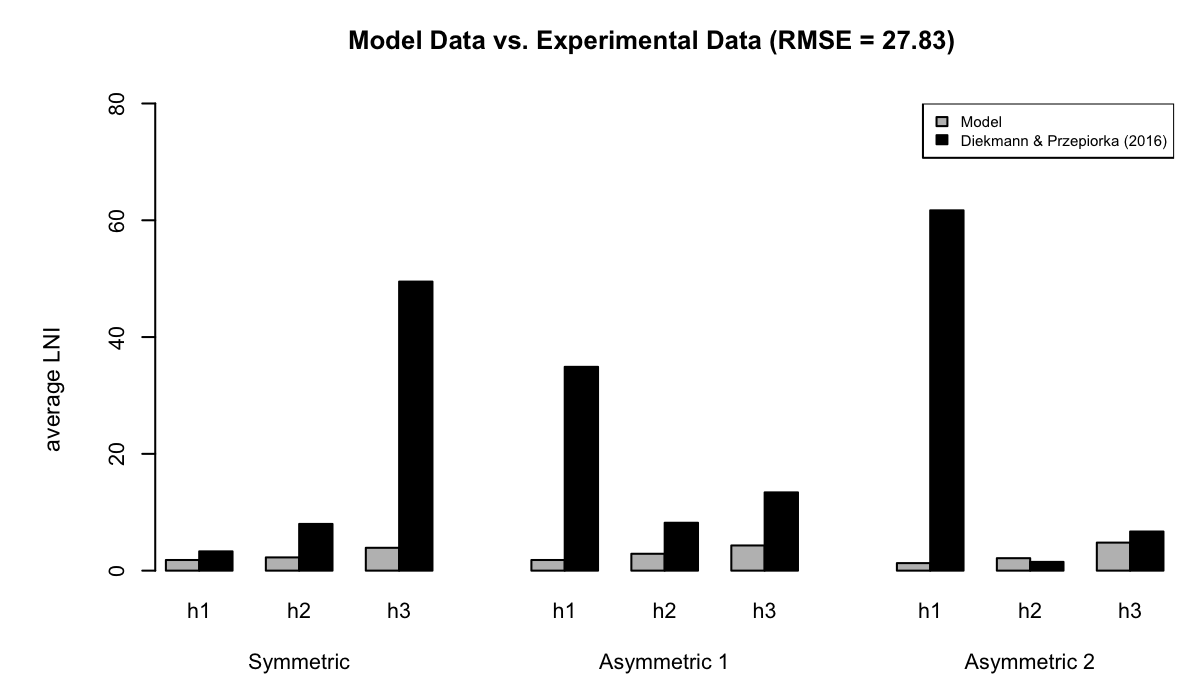 Model Data vs. Experimental Data (RMSE = 27.83)
Model
Diekmann & Przepiorka (2016)
average LNI
80
60
40
20
0
h1 h2 h3 h1 h2 h3 h1 h2 h3
Symmetric Asymmetric 1 Asymmetric 2